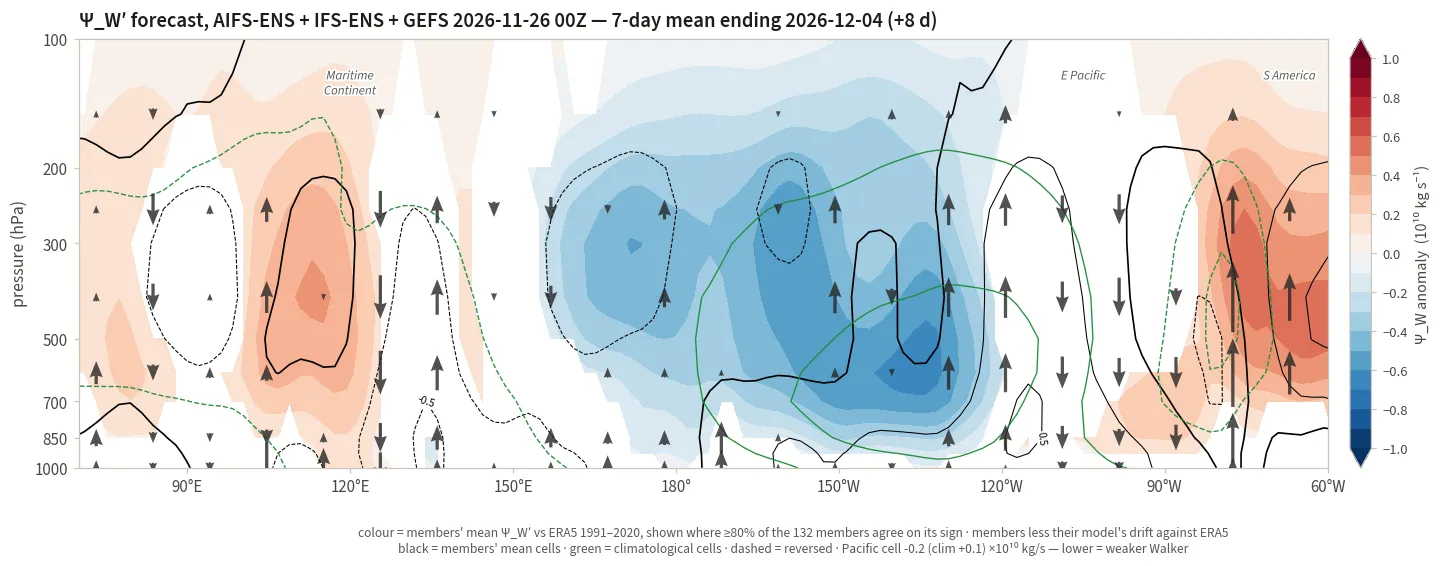 Ψ_W′ forecast, AIFS-ENS + IFS-ENS + GEFS 2026-11-26 00Z — 7-day mean ending 2026-12-04 (+8 d)
100
200
300
500
700
850
1000
pressure (hPa)
Maritime
Continent
E Pacific
S America
-0.5
0.5
90°E
120°E
150°E
180°
150°W
120°W
90°W
60°W
1.0
0.8
0.6
0.4
0.2
0.0
−0.2
−0.4
−0.6
−0.8
−1.0
Ψ_W anomaly (10¹⁰ kg s⁻¹)
colour = members' mean Ψ_W′ vs ERA5 1991–2020, shown where ≥80% of the 132 members agree on its sign · members less their model's drift against ERA5
black = members' mean cells · green = climatological cells · dashed = reversed · Pacific cell -0.2 (clim +0.1) ×10¹⁰ kg/s — lower = weaker Walker